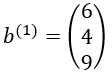 b⁽¹⁾ = (6
4
9)